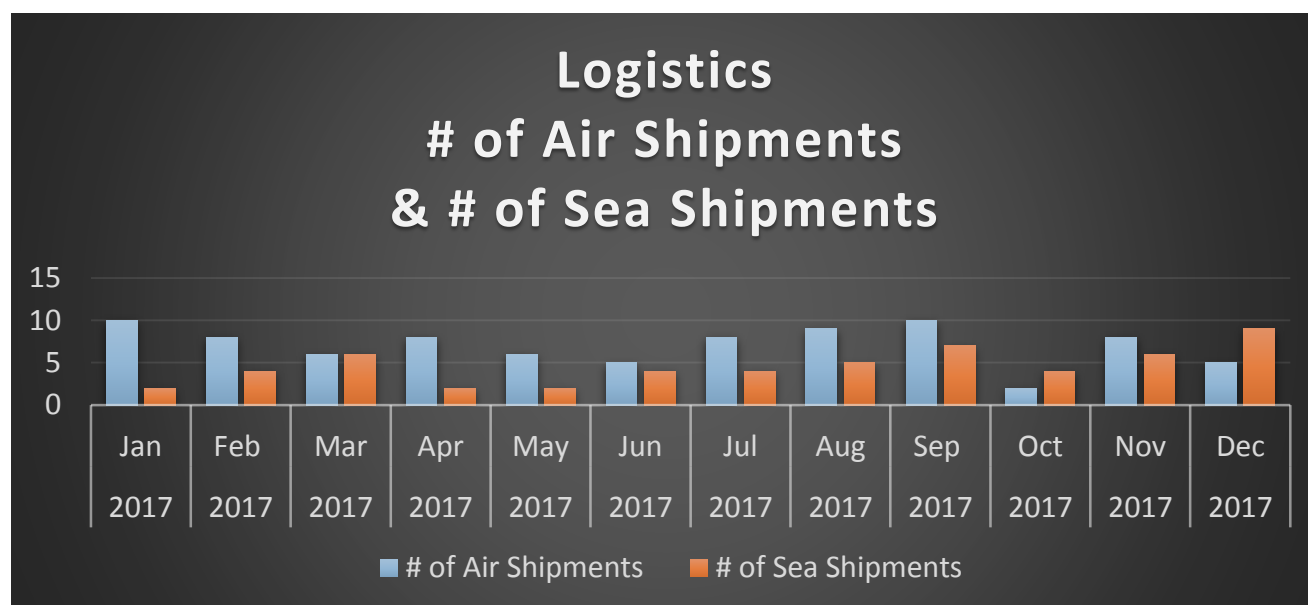 Logistics
# of Air Shipments
& # of Sea Shipments
15
10
5
0
Jan Feb Mar Apr May Jun Jul Aug Sep Oct Nov Dec
2017 2017 2017 2017 2017 2017 2017 2017 2017 2017 2017 2017
# of Air Shipments # of Sea Shipments